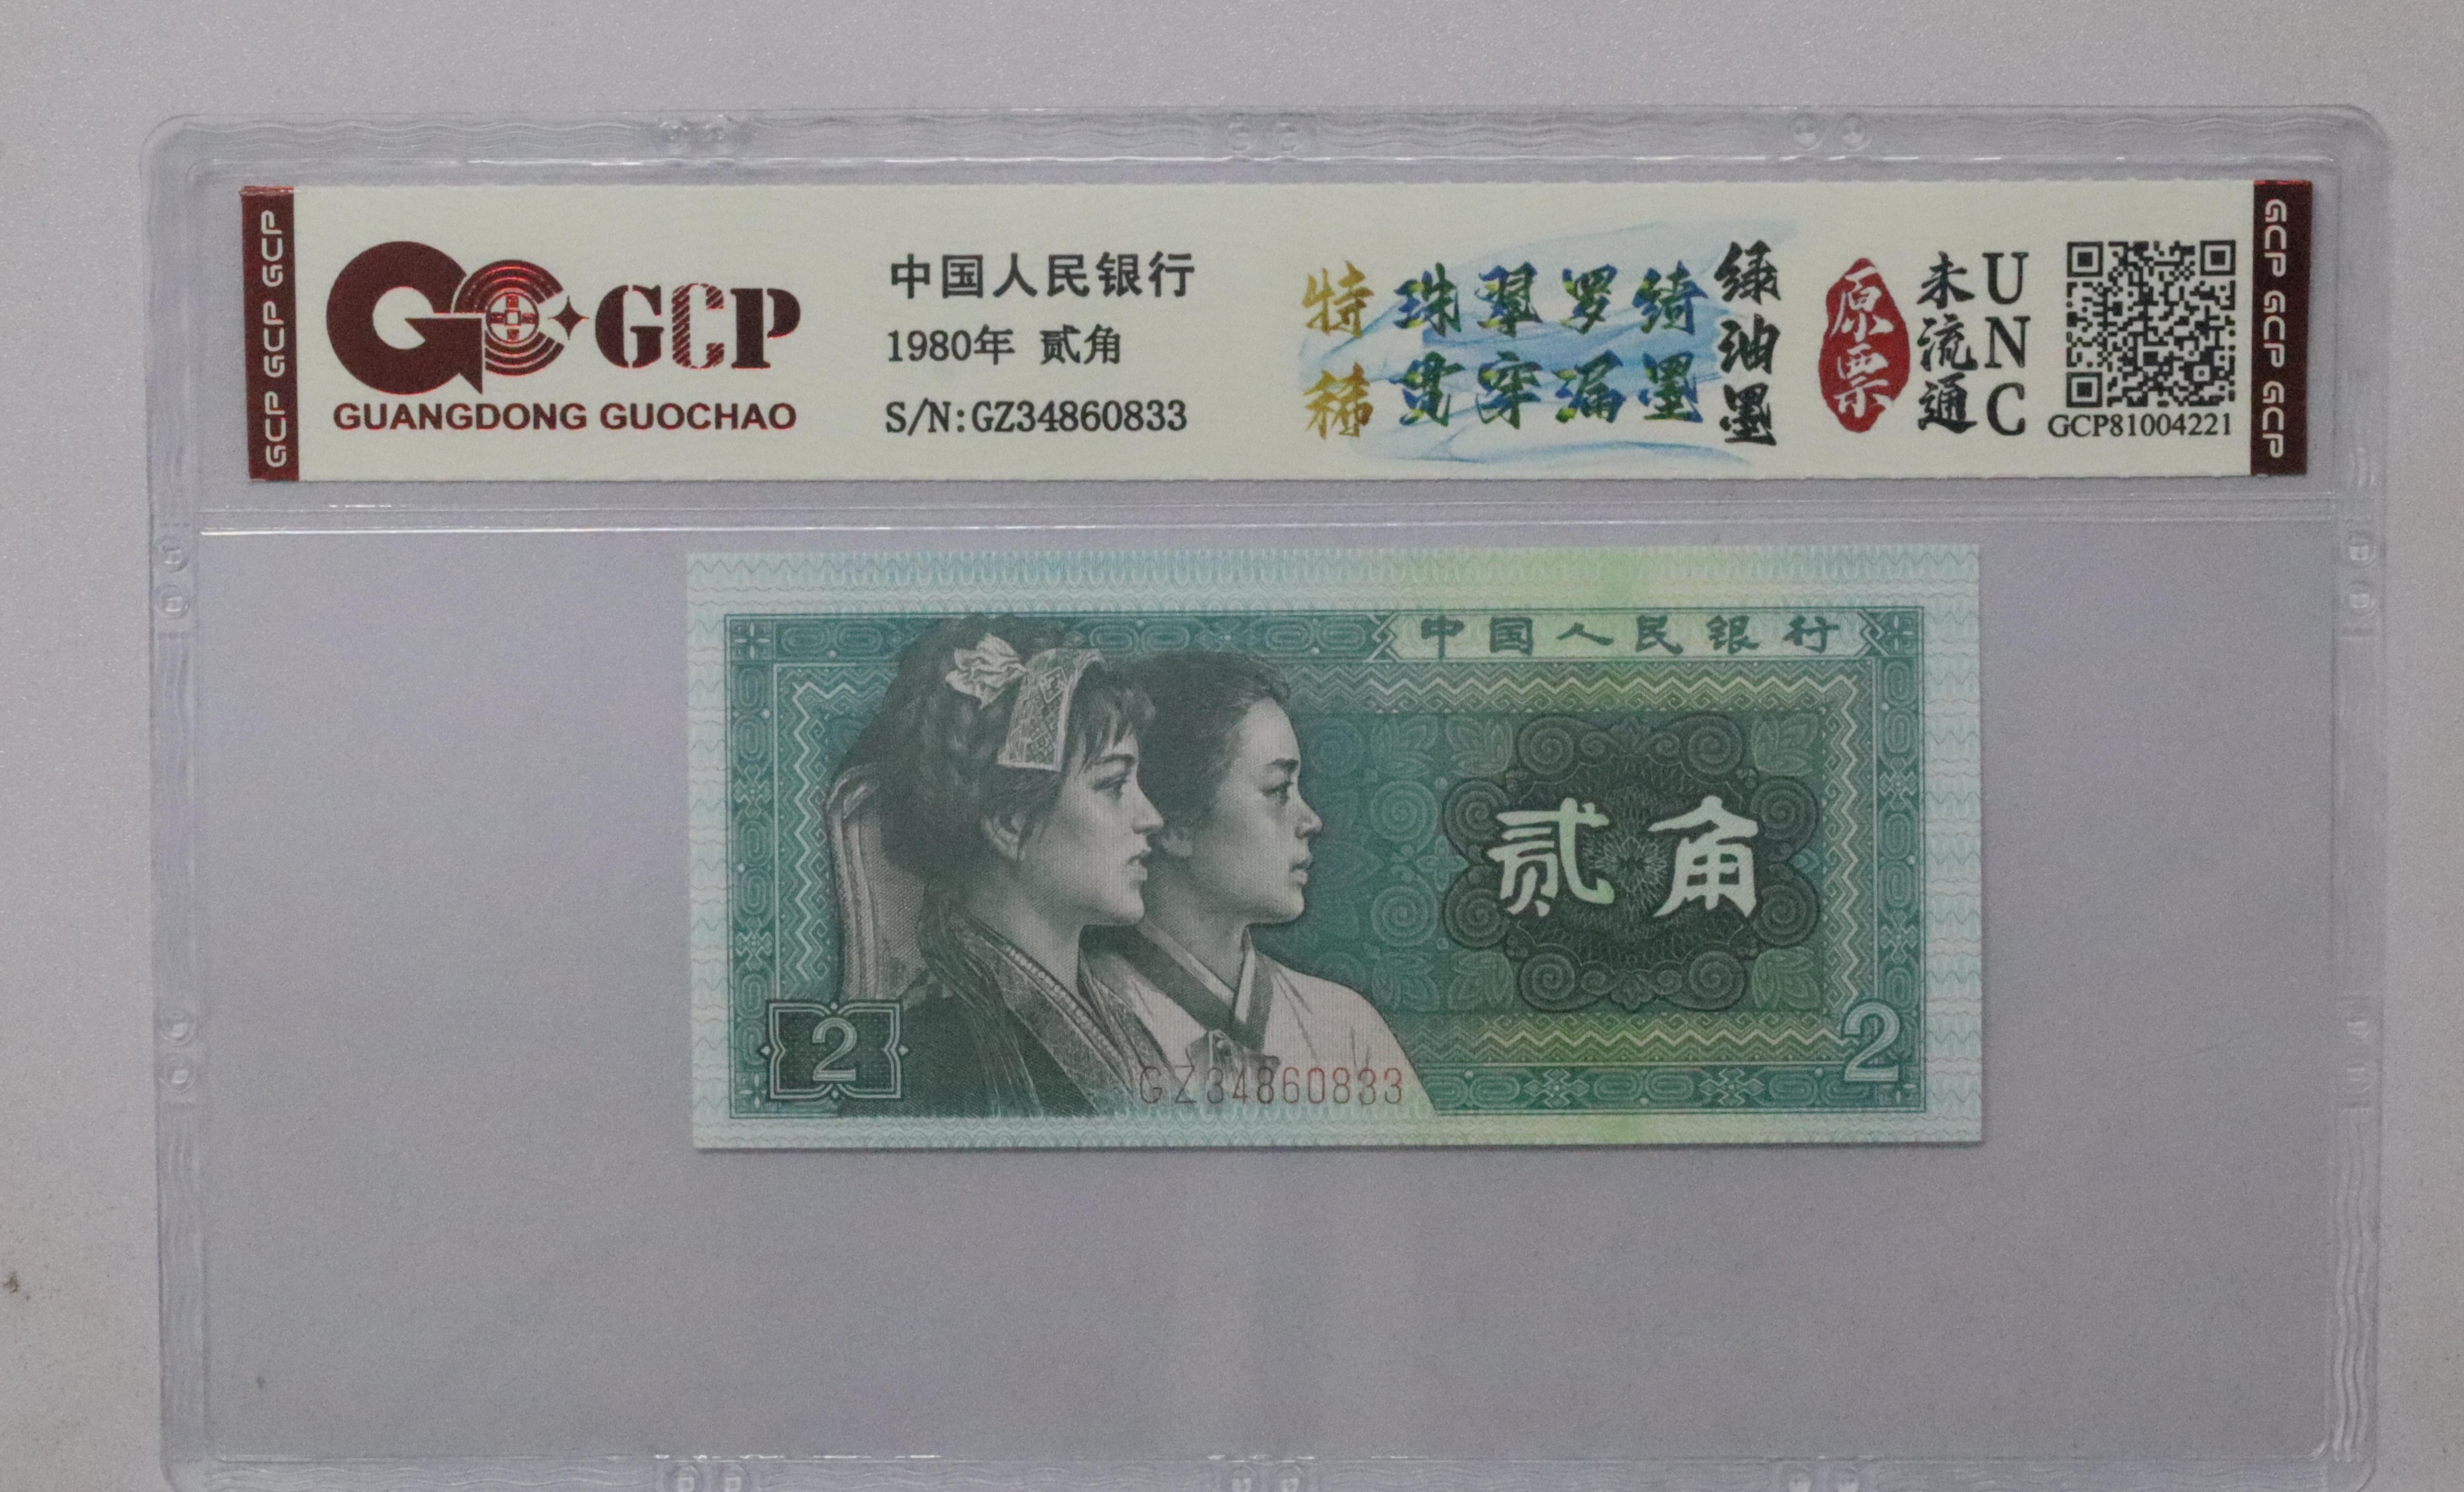 GCP GCP GCP
GCP
GUANGDONG GUOCHAO
中国人民银行
1980年 贰角
S/N:GZ34860833
特稀
珠翠罗绮
贯穿漏墨
绿油墨
原票
未流通
UNC
GCP81004221
GCP GCP GCP
中国人民银行
贰角
2
2
GZ34860833